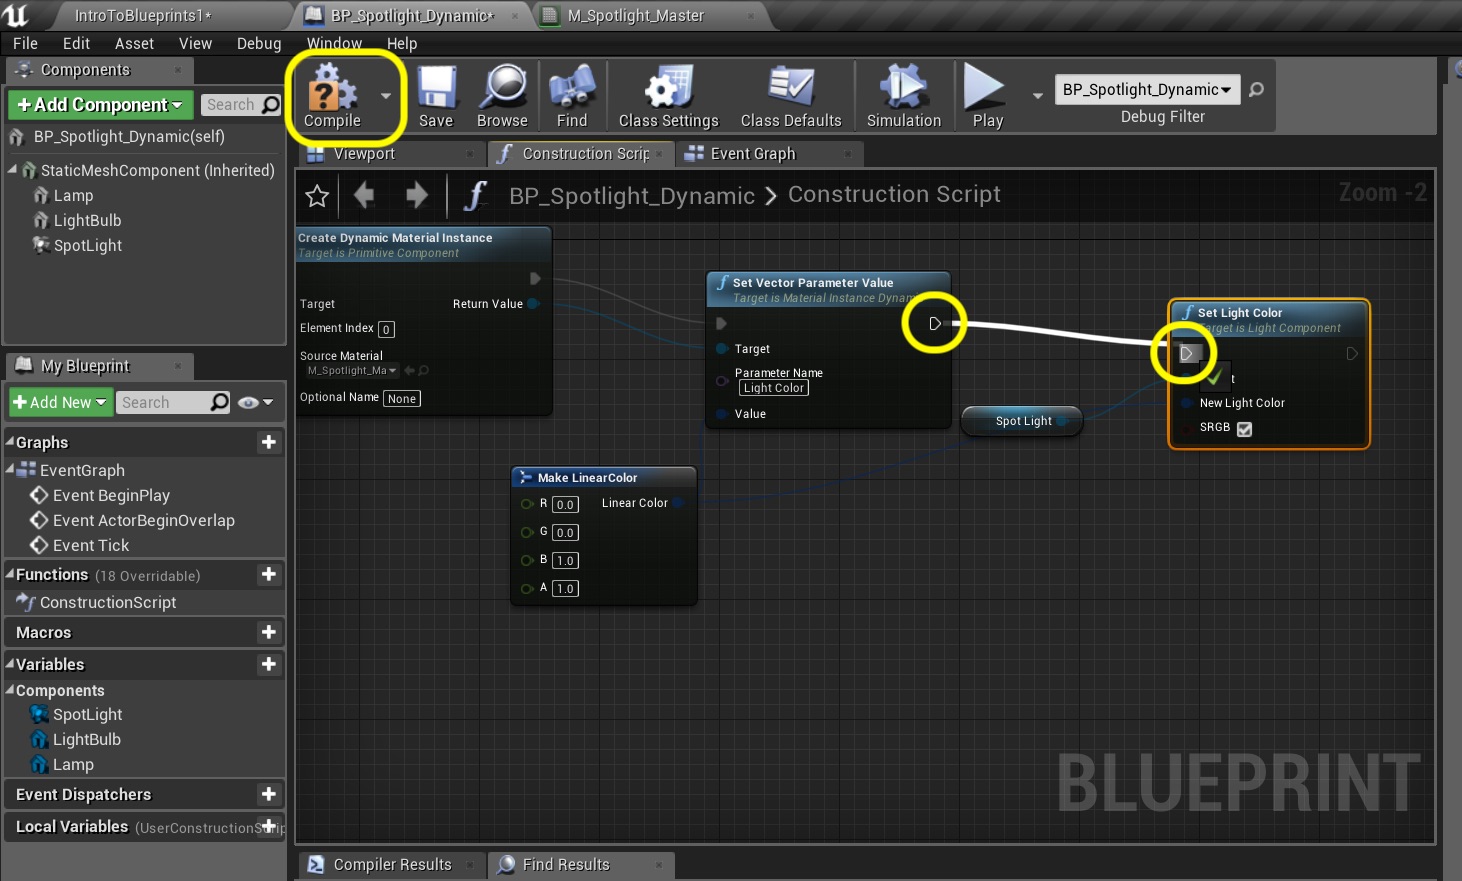 IntroToBlueprints1*
BP_Spotlight_Dynamic*
M_Spotlight_Master
File Edit Asset View Debug Window Help
Components
+Add Component
Search
BP_Spotlight_Dynamic(self)
StaticMeshComponent (Inherited)
Lamp
LightBulb
SpotLight
My Blueprint
+Add New
Search
Graphs
EventGraph
Event BeginPlay
Event ActorBeginOverlap
Event Tick
Functions (18 Overridable)
ConstructionScript
Macros
Variables
Components
SpotLight
LightBulb
Lamp
Event Dispatchers
Local Variables (UserConstructionScrip
Compile
Save
Browse
Find
Class Settings
Class Defaults
Simulation
Play
BP_Spotlight_Dynamic
Debug Filter
Viewport
Construction Scrip
Event Graph
BP_Spotlight_Dynamic > Construction Script
Zoom -2
Create Dynamic Material Instance
Target is Primitive Component
Target
Return Value
Element Index 0
Source Material
M_Spotlight_Ma
Optional Name None
Set Vector Parameter Value
Target is Material Instance Dynam
Target
Parameter Name
Light Color
Value
Make LinearColor
R 0.0 Linear Color
G 0.0
B 1.0
A 1.0
Spot Light
Set Light Color
Target is Light Component
t
New Light Color
SRGB
BLUEPRINT
Compiler Results
Find Results